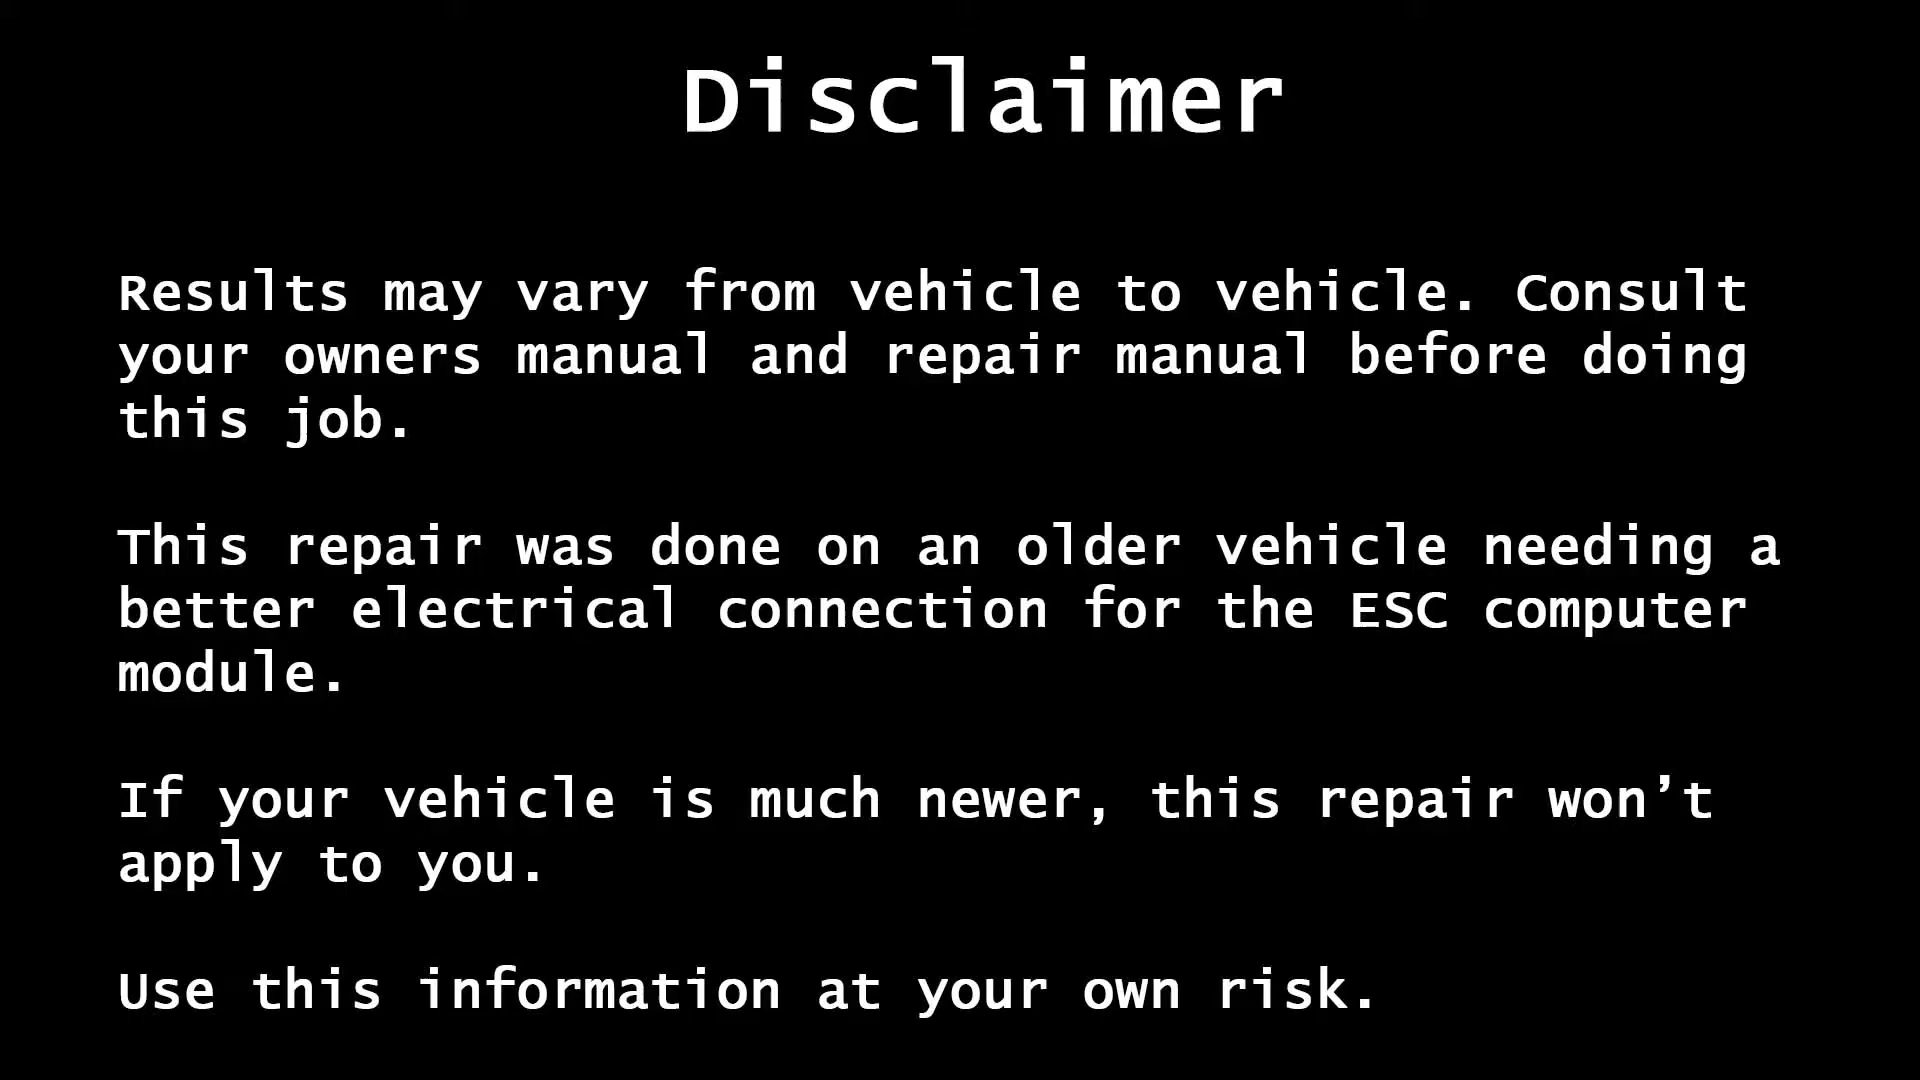 Disclaimer
Results may vary from vehicle to vehicle. Consult
your owners manual and repair manual before doing
this job.
This repair was done on an older vehicle needing a
better electrical connection for the ESC computer
module.
If your vehicle is much newer, this repair won’t
apply to you.
Use this information at your own risk.